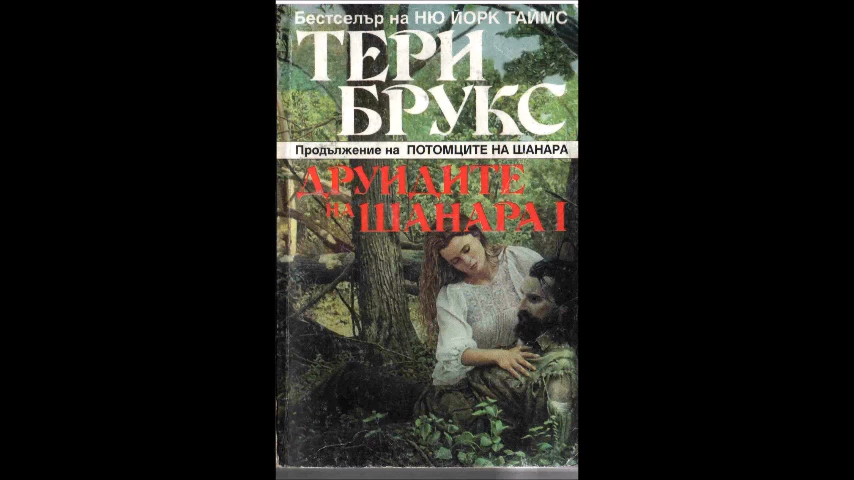 Бестселър на НЮ ЙОРК ТАЙМС
ТЕРИ
БРУКС
Продължение на ПОТОМЦИТЕ НА ШАНАРА
ДРУИДИТЕ
НА ШАНАРА I